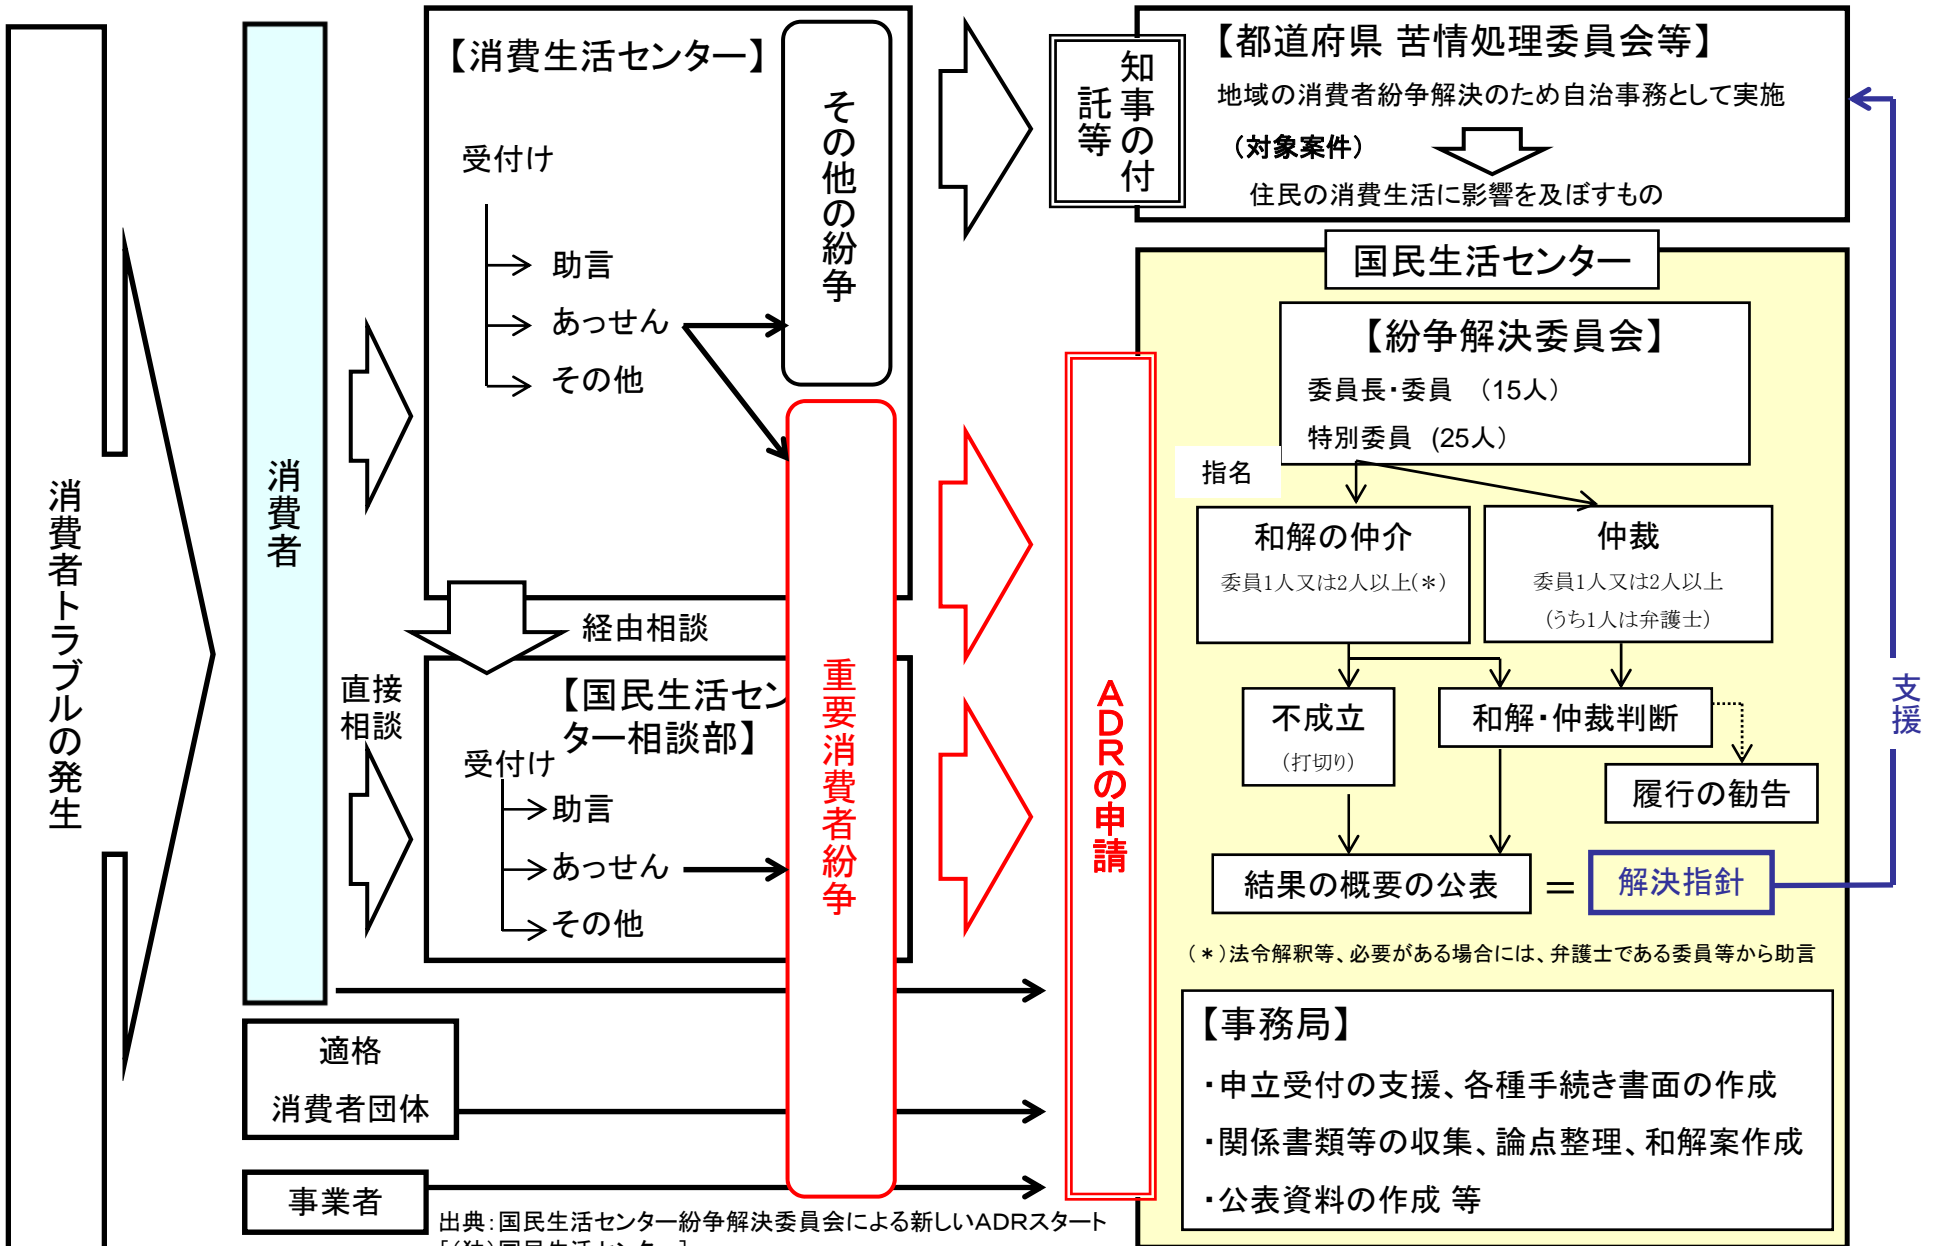 消費者トラブルの発生
消費者
【消費生活センター】
受付け
助言
あっせん
その他
その他の紛争
経由相談
直接
相談
【国民生活セン
ター相談部】
受付け
助言
あっせん
その他
重要消費者紛争
適格
消費者団体
事業者
出典：国民生活センター紛争解決委員会による新しいADRスタート
知事の付
託等
【都道府県 苦情処理委員会等】
地域の消費者紛争解決のため自治事務として実施
（対象案件）
住民の消費生活に影響を及ぼすもの
ADRの申請
国民生活センター
【紛争解決委員会】
委員長・委員 （15人）
特別委員 (25人）
指名
和解の仲介
委員1人又は2人以上(＊)
仲裁
委員1人又は2人以上
(うち1人は弁護士)
不成立
(打切り)
和解・仲裁判断
履行の勧告
結果の概要の公表
＝
解決指針
支援
（＊）法令解釈等、必要がある場合には、弁護士である委員等から助言
【事務局】
・申立受付の支援、各種手続き書面の作成
・関係書類等の収集、論点整理、和解案作成
・公表資料の作成 等